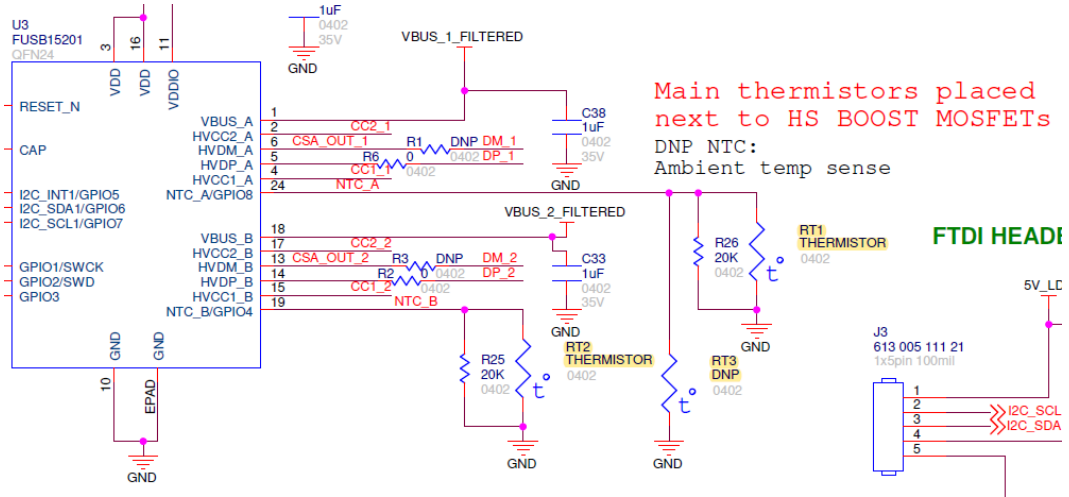 U3
FUSB15201
QFN24
3
16
11
VDD
VDD
VDDIO
RESET_N
CAP
I2C_INT1/GPIO5
I2C_SDA1/GPIO6
I2C_SCL1/GPIO7
GPIO1/SWCK
GPIO2/SWD
GPIO3
VBUS_A
HVCC2_A
HVDM_A
HVDP_A
HVCC1_A
NTC_A/GPIO8
VBUS_B
HVCC2_B
HVDM_B
HVDP_B
HVCC1_B
NTC_B/GPIO4
GND
GND
10
EPAD
GND
1
2
6
5
4
24
18
17
13
14
15
19
CC2_1
CSA_OUT_1
R1
DNP
DM_1
0402
R6
0
DP_1
0402
CC1_1
NTC_A
CC2_2
CSA_OUT_2
R3
DNP
DM_2
0402
R2
0
DP_2
0402
CC1_2
NTC_B
1uF
0402
35V
GND
VBUS_1_FILTERED
C38
1uF
0402
35V
GND
VBUS_2_FILTERED
C33
1uF
0402
35V
GND
R25
20K
0402
RT2
THERMISTOR
0402
t°
GND
R26
20K
0402
RT1
THERMISTOR
0402
t°
GND
RT3
DNP
0402
t°
GND
Main thermistors placed
next to HS BOOST MOSFETs
DNP NTC:
Ambient temp sense
FTDI HEADE
5V_LD
J3
613 005 111 21
1x5pin 100mil
1
2
3
4
5
I2C_SCL
I2C_SDA